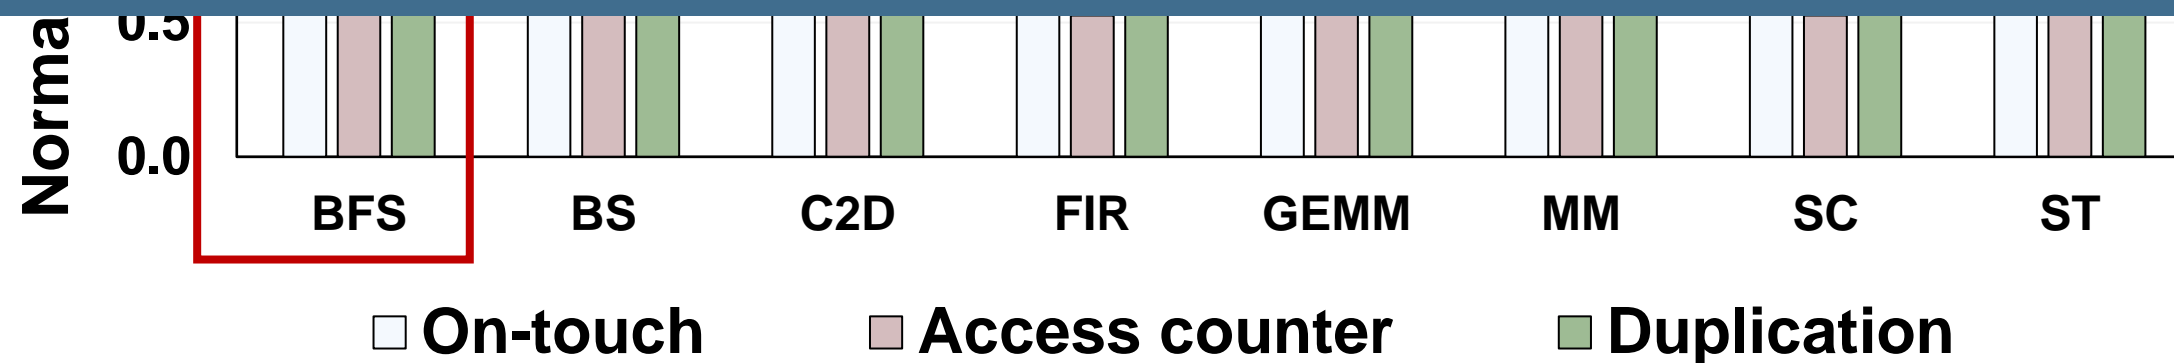 Norma
0.5
0.0
BFS BS C2D FIR GEMM MM SC ST
On-touch Access counter Duplication